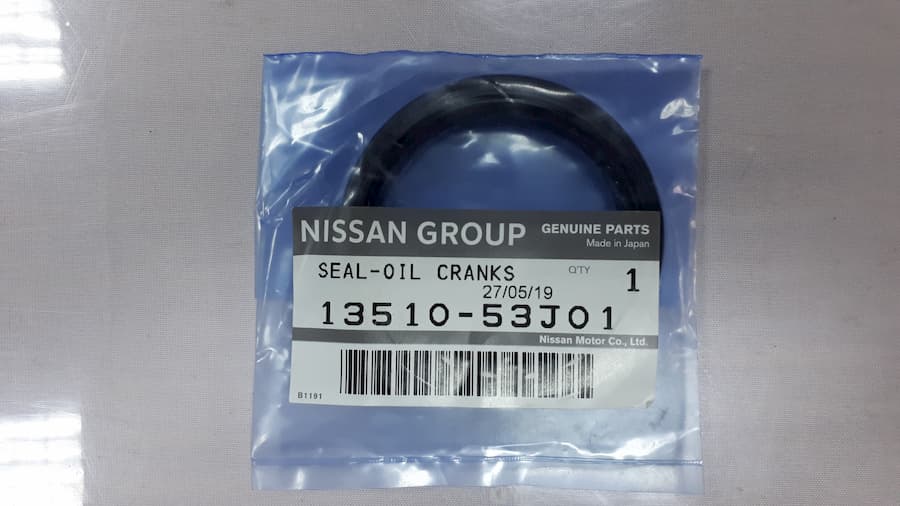 NISSAN GROUP
GENUINE PARTS
Made in Japan
SEAL-OIL CRANKS
Q'TY
1
27/05/19
13510-53J01
Nissan Motor Co., Ltd.
B1191